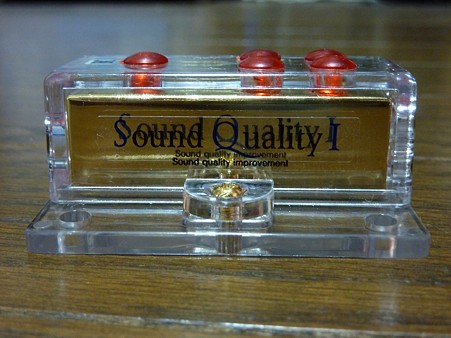 Sound Quality I
Sound quality improvement